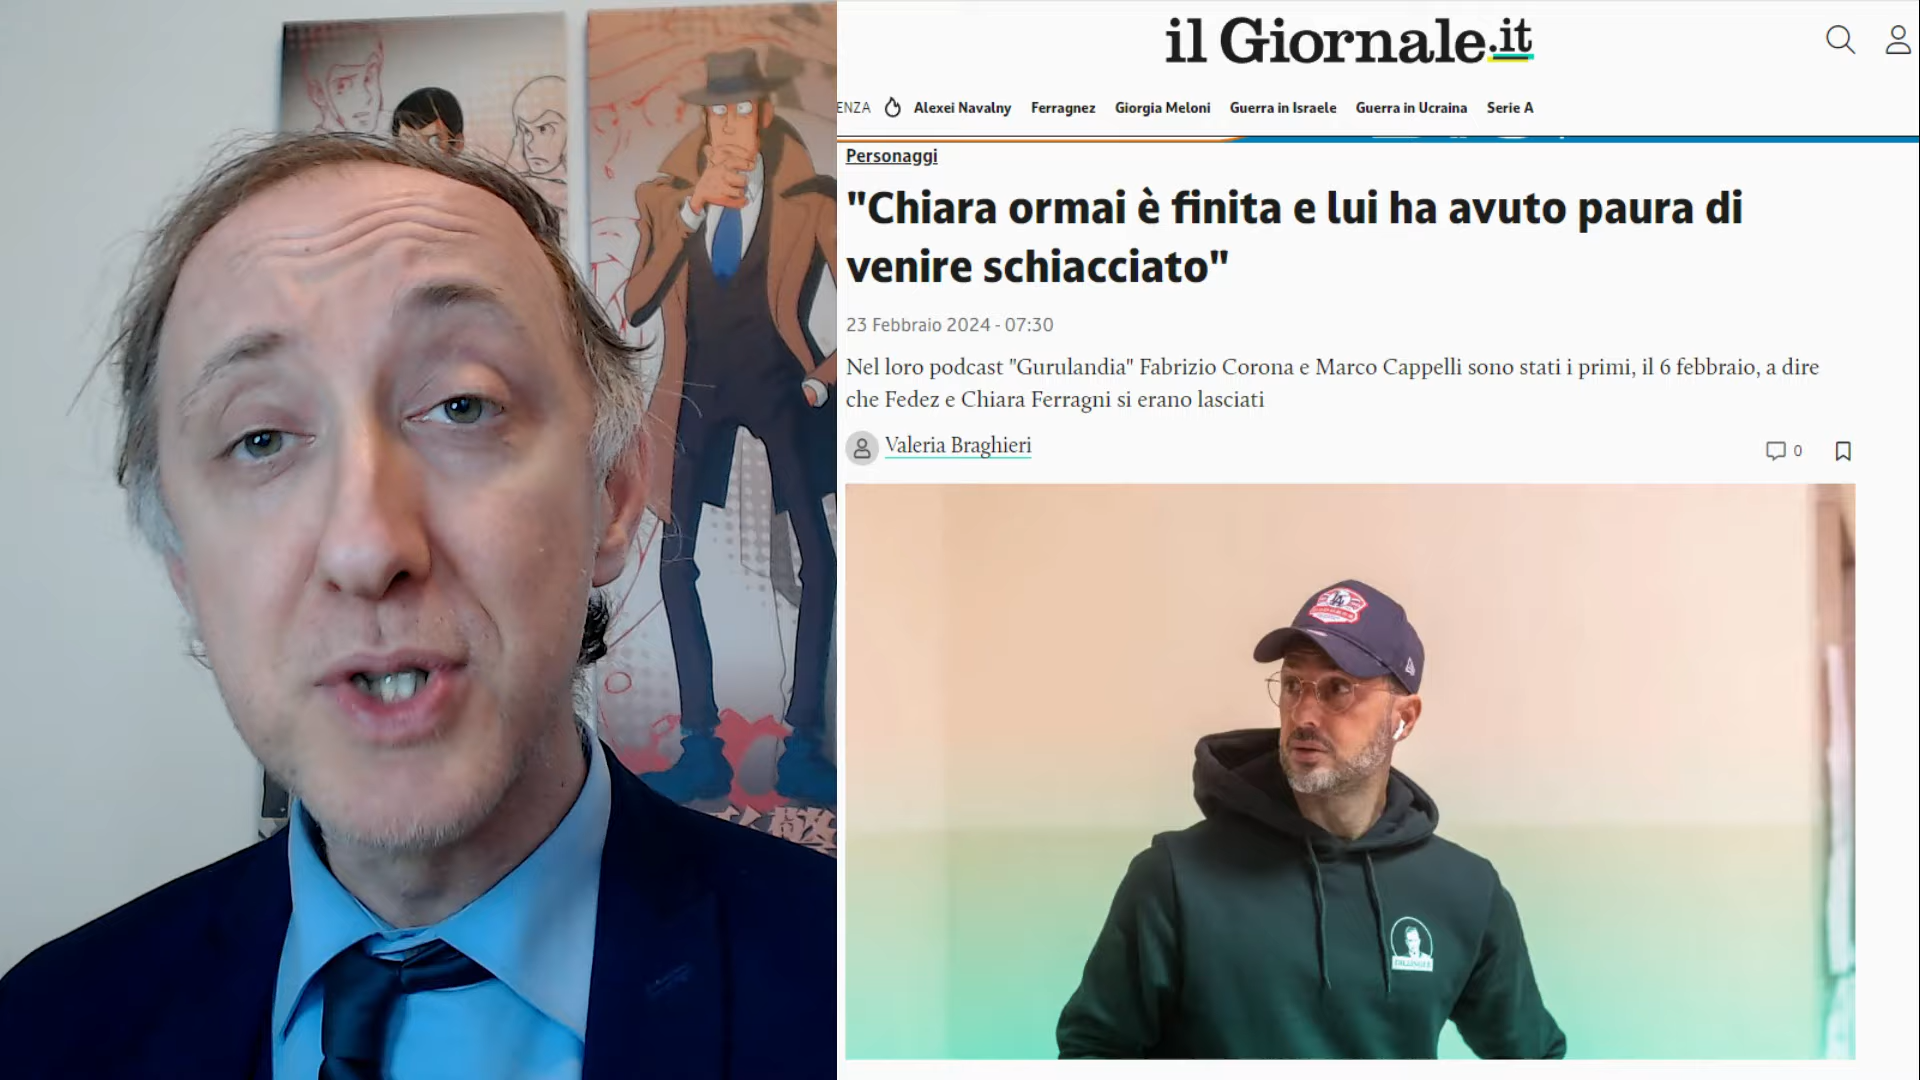 il Giornale.it
ENZA Alexei Navalny Ferragnez Giorgia Meloni Guerra in Israele Guerra in Ucraina Serie A
Personaggi
"Chiara ormai è finita e lui ha avuto paura di
venire schiacciato"
23 Febbraio 2024 - 07:30
Nel loro podcast "Gurulandia" Fabrizio Corona e Marco Cappelli sono stati i primi, il 6 febbraio, a dire
che Fedez e Chiara Ferragni si erano lasciati
Valeria Braghieri
0
LA